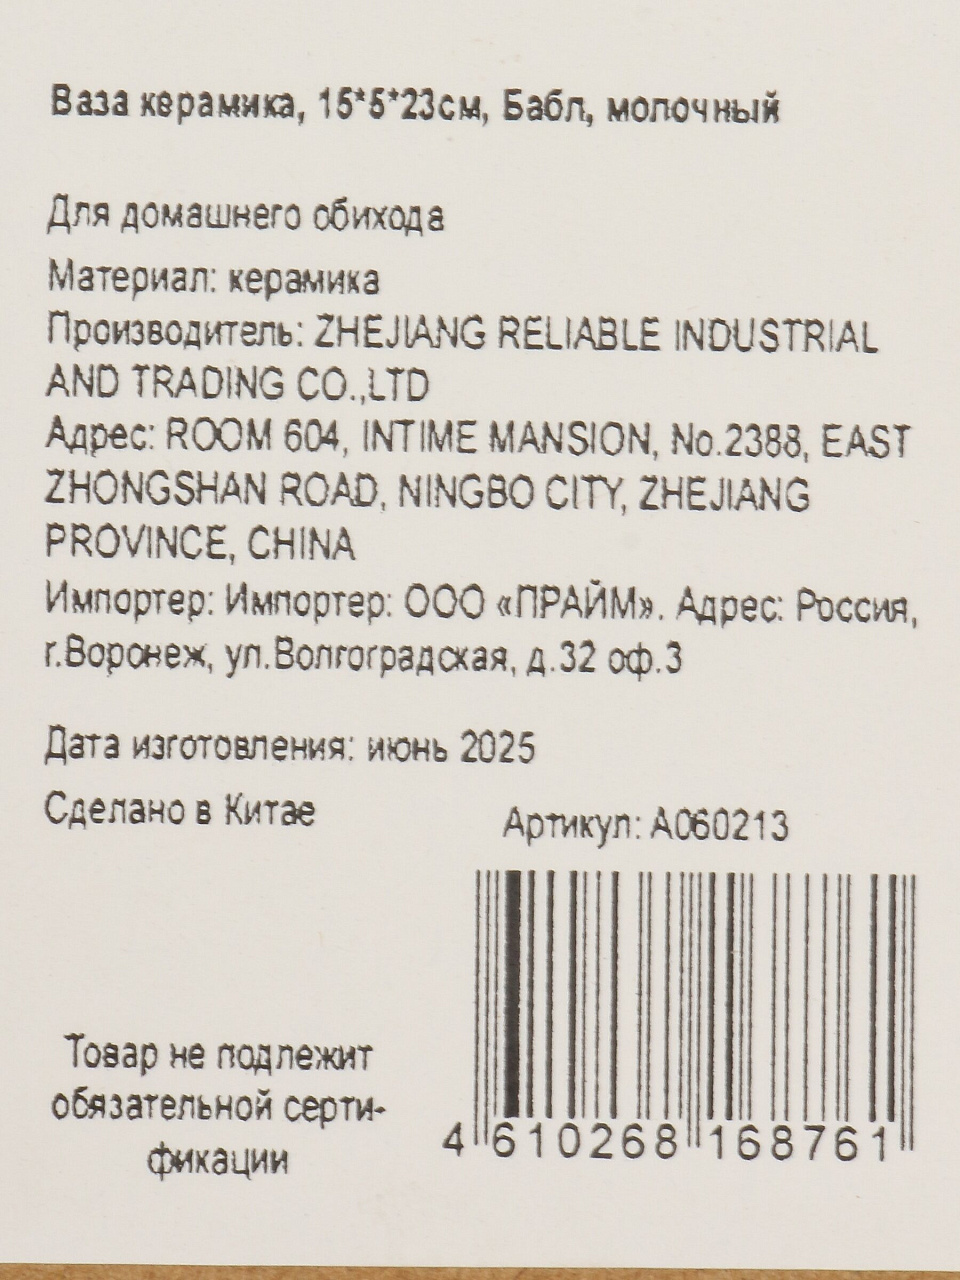 Ваза керамика, 15*5*23см, Бабл, молочный
Для домашнего обихода
Материал: керамика
Производитель: ZHEJIANG RELIABLE INDUSTRIAL
AND TRADING CO.,LTD
Адрес: ROOM 604, INTIME MANSION, No.2388, EAST
ZHONGSHAN ROAD, NINGBO CITY, ZHEJIANG
PROVINCE, CHINA
Импортер: Импортер: ООО «ПРАЙМ». Адрес: Россия,
г.Воронеж, ул.Волгоградская, д.32 оф.3
Дата изготовления: июнь 2025
Сделано в Китае
Артикул: A060213
Товар не подлежит
обязательной серти-
фикации
4 610268 168761